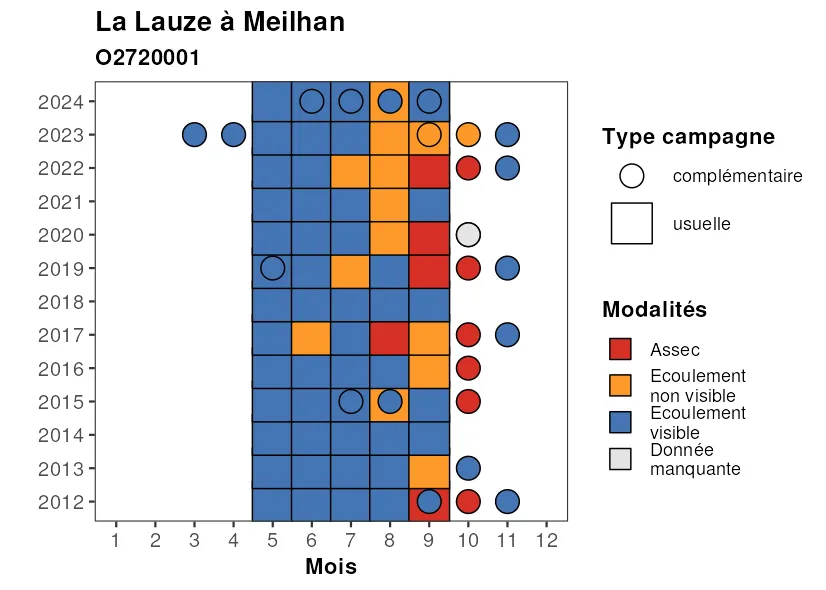 La Lauze à Meilhan
O2720001
2024
2023
2022
2021
2020
2019
2018
2017
2016
2015
2014
2013
2012
1 2 3 4 5 6 7 8 9 10 11 12
Mois
Type campagne
complémentaire
usuelle
Modalités
Assec
Ecoulement
non visible
Ecoulement
visible
Donnée
manquante